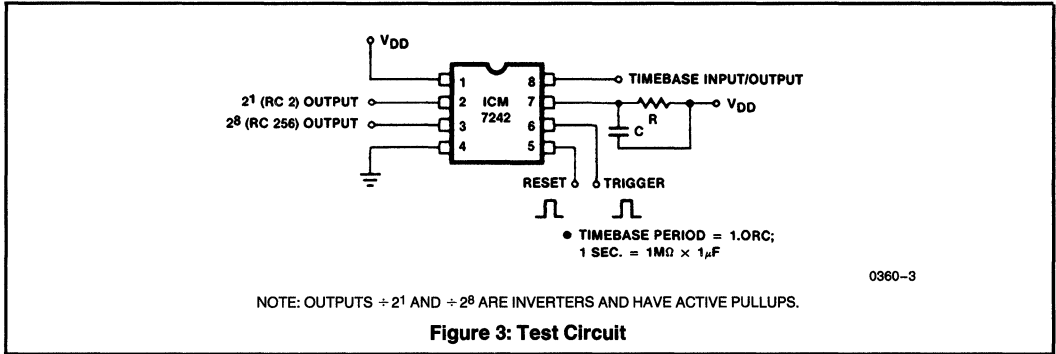 VDD
1
8
TIMEBASE INPUT/OUTPUT
2¹ (RC 2) OUTPUT
2
ICM
7242
7
R
VDD
C
2⁸ (RC 256) OUTPUT
3
6
4
5
RESET
TRIGGER
● TIMEBASE PERIOD = 1.ORC;
1 SEC. = 1MΩ × 1μF
0360–3
NOTE: OUTPUTS ÷2¹ AND ÷2⁸ ARE INVERTERS AND HAVE ACTIVE PULLUPS.
Figure 3: Test Circuit